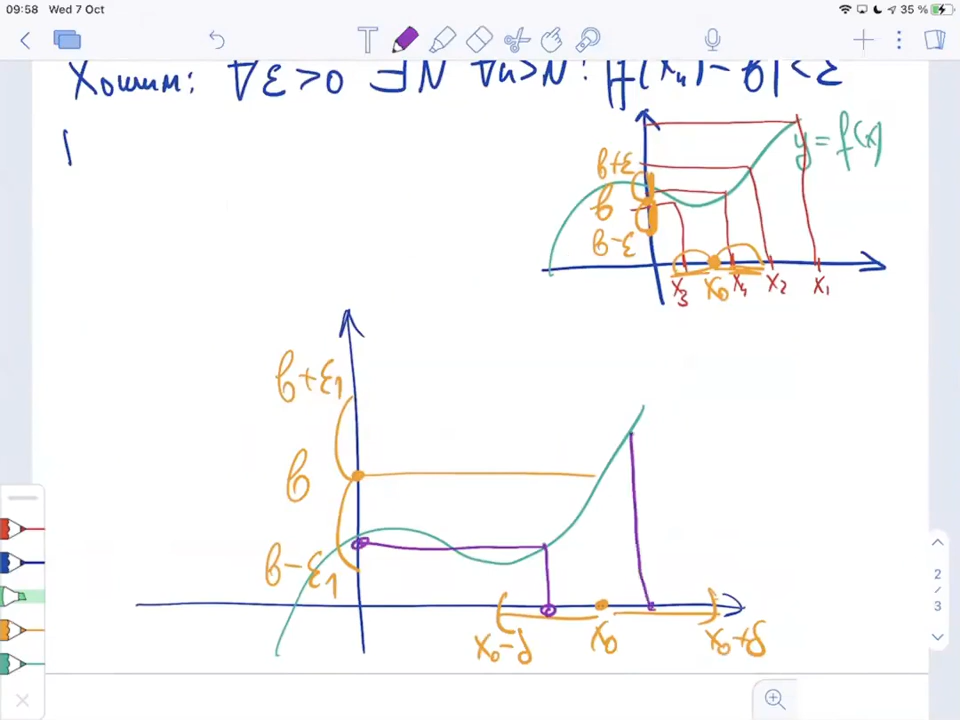 09:58 Wed 7 Oct 35 %
Хотим: ∀ε>0 ∃N ∀n>N: |f(xₙ) − b| < ε
y = f(x)
b+ε
b
b−ε
x₃ x₀ x₄ x₂ x₁
b+ε₁
b
b−ε₁
x₀−δ x₀ x₀+δ
2
/
3